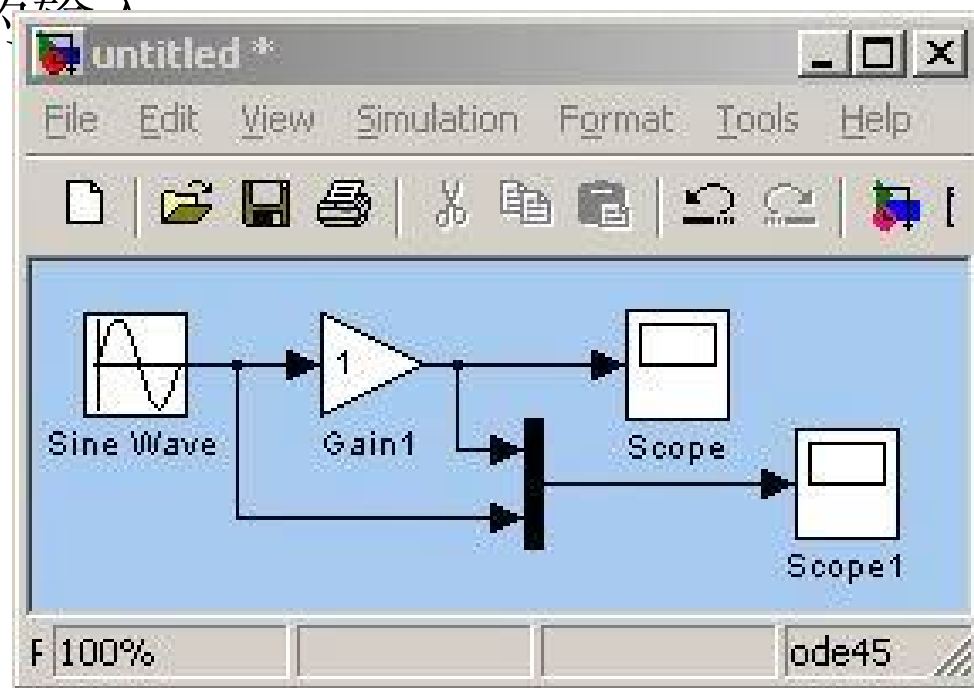 untitled *
File Edit View Simulation Format Tools Help
1
Sine Wave Gain1 Scope
Scope1
100% ode45